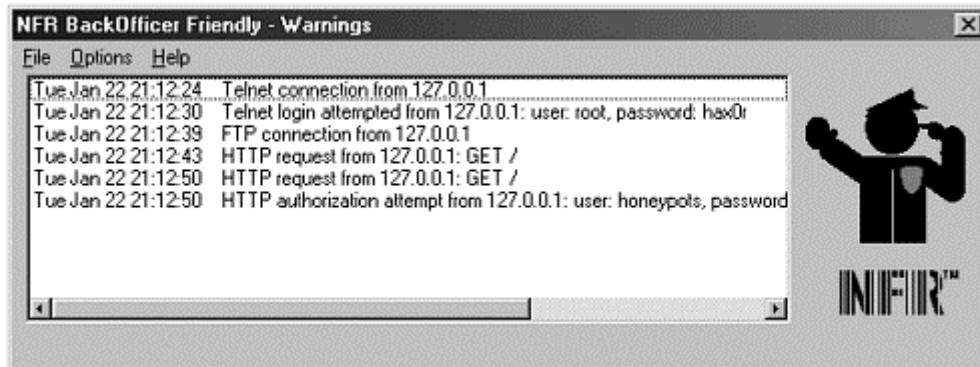 NFR BackOfficer Friendly - Warnings
File Options Help
Tue Jan 22 21:12:24 Telnet connection from 127.0.0.1
Tue Jan 22 21:12:30 Telnet login attempted from 127.0.0.1: user: root, password: hax0r
Tue Jan 22 21:12:39 FTP connection from 127.0.0.1
Tue Jan 22 21:12:43 HTTP request from 127.0.0.1: GET /
Tue Jan 22 21:12:50 HTTP request from 127.0.0.1: GET /
Tue Jan 22 21:12:50 HTTP authorization attempt from 127.0.0.1: user: honeypots, password
NFR™